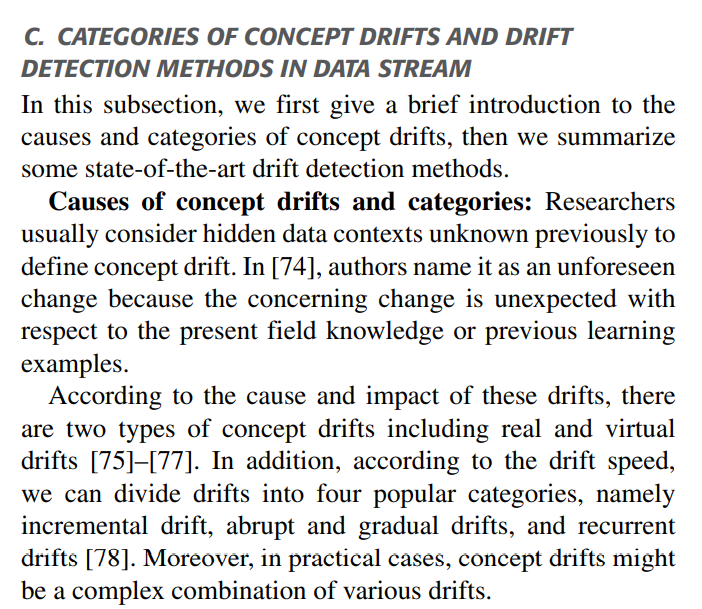 C. CATEGORIES OF CONCEPT DRIFTS AND DRIFT
DETECTION METHODS IN DATA STREAM
In this subsection, we first give a brief introduction to the
causes and categories of concept drifts, then we summarize
some state-of-the-art drift detection methods.
Causes of concept drifts and categories: Researchers
usually consider hidden data contexts unknown previously to
define concept drift. In [74], authors name it as an unforeseen
change because the concerning change is unexpected with
respect to the present field knowledge or previous learning
examples.
According to the cause and impact of these drifts, there
are two types of concept drifts including real and virtual
drifts [75]–[77]. In addition, according to the drift speed,
we can divide drifts into four popular categories, namely
incremental drift, abrupt and gradual drifts, and recurrent
drifts [78]. Moreover, in practical cases, concept drifts might
be a complex combination of various drifts.